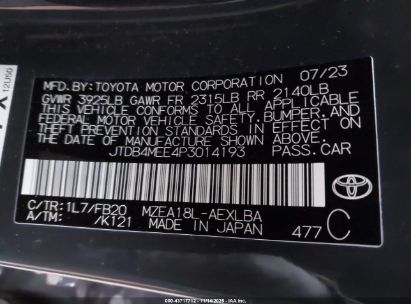 12U50
MFD.BY:TOYOTA MOTOR CORPORATION 07/23
GVWR 3925LB GAWR FR 2315LB RR 2140LB
THIS VEHICLE CONFORMS TO ALL APPLICABLE
FEDERAL MOTOR VEHICLE SAFETY, BUMPER, AND
THEFT PREVENTION STANDARDS IN EFFECT ON
THE DATE OF MANUFACTURE SHOWN ABOVE.
JTDB4MEE4P3014193 PASS.CAR
C/TR:1L7/FB20 MZEA18L-AEXLBA
A/TM: /K121 MADE IN JAPAN 477 C
TOYOTA